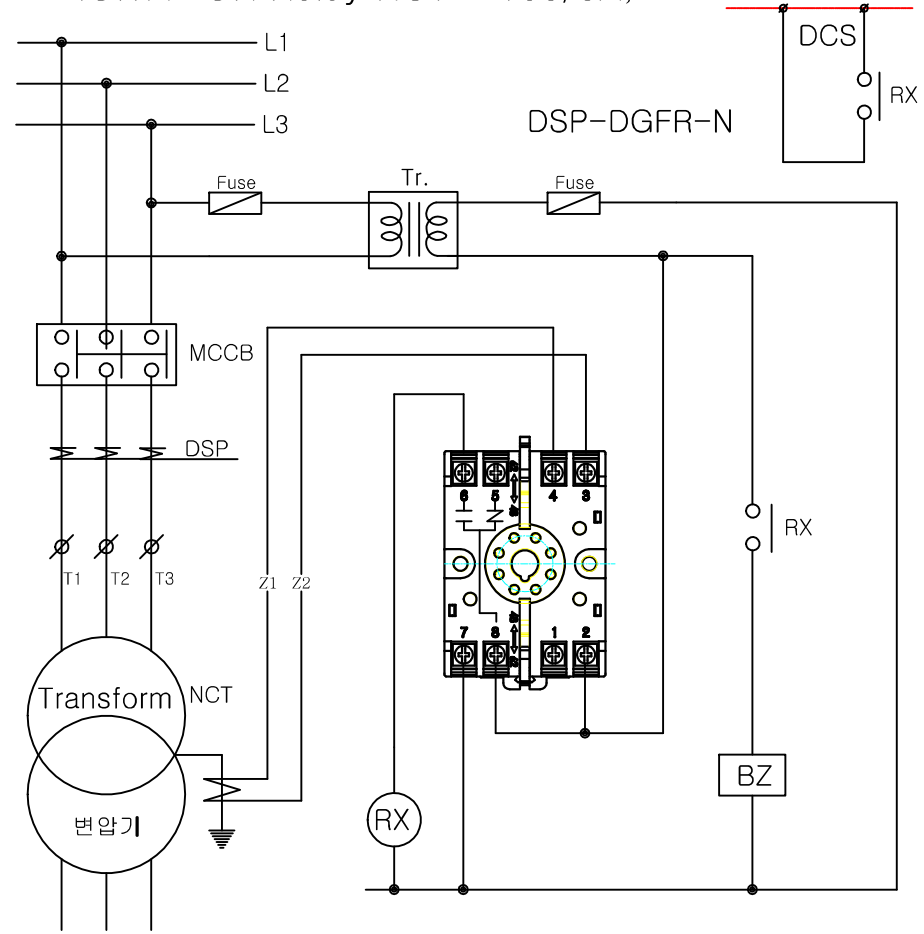 L1
DCS
L2
RX
L3
DSP-DGFR-N
Fuse
Tr.
Fuse
MCCB
DSP
6
5
4
3
RX
T1
T2
T3
Z1
Z2
7
8
1
2
Transform
NCT
BZ
변압기
RX